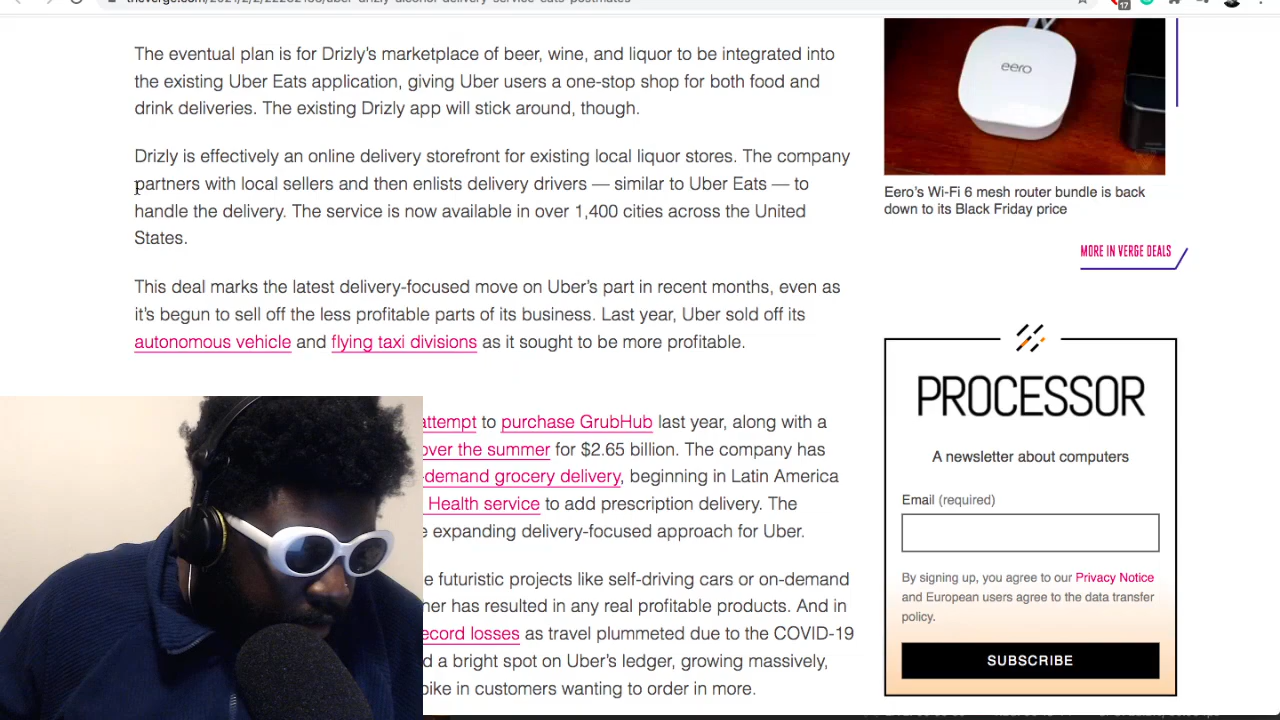 The eventual plan is for Drizly's marketplace of beer, wine, and liquor to be integrated into
the existing Uber Eats application, giving Uber users a one-stop shop for both food and
drink deliveries. The existing Drizly app will stick around, though.
Drizly is effectively an online delivery storefront for existing local liquor stores. The company
partners with local sellers and then enlists delivery drivers — similar to Uber Eats — to
handle the delivery. The service is now available in over 1,400 cities across the United
States.
This deal marks the latest delivery-focused move on Uber's part in recent months, even as
it's begun to sell off the less profitable parts of its business. Last year, Uber sold off its
autonomous vehicle and flying taxi divisions as it sought to be more profitable.
attempt to purchase GrubHub last year, along with a
over the summer for $2.65 billion. The company has
-demand grocery delivery, beginning in Latin America
Health service to add prescription delivery. The
expanding delivery-focused approach for Uber.
futuristic projects like self-driving cars or on-demand
her has resulted in any real profitable products. And in
ecord losses as travel plummeted due to the COVID-19
d a bright spot on Uber's ledger, growing massively,
pike in customers wanting to order in more.
eero
Eero's Wi-Fi 6 mesh router bundle is back
down to its Black Friday price
MORE IN VERGE DEALS
PROCESSOR
A newsletter about computers
Email (required)
By signing up, you agree to our Privacy Notice
and European users agree to the data transfer
policy.
SUBSCRIBE
17